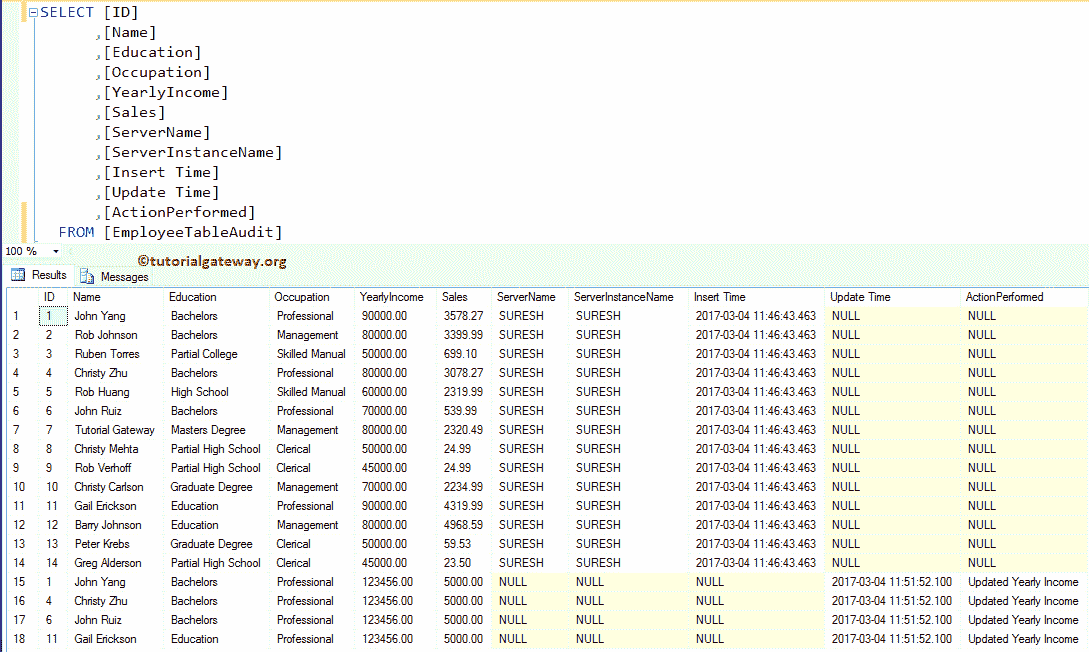 SELECT [ID]
,[Name]
,[Education]
,[Occupation]
,[YearlyIncome]
,[Sales]
,[ServerName]
,[ServerInstanceName]
,[Insert Time]
,[Update Time]
,[ActionPerformed]
FROM [EmployeeTableAudit]
100 %
©tutorialgateway.org
Results Messages
ID Name Education Occupation YearlyIncome Sales ServerName ServerInstanceName Insert Time Update Time ActionPerformed
1 1 John Yang Bachelors Professional 90000.00 3578.27 SURESH SURESH 2017-03-04 11:46:43.463 NULL NULL
2 2 Rob Johnson Bachelors Management 80000.00 3399.99 SURESH SURESH 2017-03-04 11:46:43.463 NULL NULL
3 3 Ruben Torres Partial College Skilled Manual 50000.00 699.10 SURESH SURESH 2017-03-04 11:46:43.463 NULL NULL
4 4 Christy Zhu Bachelors Professional 80000.00 3078.27 SURESH SURESH 2017-03-04 11:46:43.463 NULL NULL
5 5 Rob Huang High School Skilled Manual 60000.00 2319.99 SURESH SURESH 2017-03-04 11:46:43.463 NULL NULL
6 6 John Ruiz Bachelors Professional 70000.00 539.99 SURESH SURESH 2017-03-04 11:46:43.463 NULL NULL
7 7 Tutorial Gateway Masters Degree Management 80000.00 2320.49 SURESH SURESH 2017-03-04 11:46:43.463 NULL NULL
8 8 Christy Mehta Partial High School Clerical 50000.00 24.99 SURESH SURESH 2017-03-04 11:46:43.463 NULL NULL
9 9 Rob Verhoff Partial High School Clerical 45000.00 24.99 SURESH SURESH 2017-03-04 11:46:43.463 NULL NULL
10 10 Christy Carlson Graduate Degree Management 70000.00 2234.99 SURESH SURESH 2017-03-04 11:46:43.463 NULL NULL
11 11 Gail Erickson Education Professional 90000.00 4319.99 SURESH SURESH 2017-03-04 11:46:43.463 NULL NULL
12 12 Barry Johnson Education Management 80000.00 4968.59 SURESH SURESH 2017-03-04 11:46:43.463 NULL NULL
13 13 Peter Krebs Graduate Degree Clerical 50000.00 59.53 SURESH SURESH 2017-03-04 11:46:43.463 NULL NULL
14 14 Greg Alderson Partial High School Clerical 45000.00 23.50 SURESH SURESH 2017-03-04 11:46:43.463 NULL NULL
15 1 John Yang Bachelors Professional 123456.00 5000.00 NULL NULL NULL 2017-03-04 11:51:52.100 Updated Yearly Income
16 4 Christy Zhu Bachelors Professional 123456.00 5000.00 NULL NULL NULL 2017-03-04 11:51:52.100 Updated Yearly Income
17 6 John Ruiz Bachelors Professional 123456.00 5000.00 NULL NULL NULL 2017-03-04 11:51:52.100 Updated Yearly Income
18 11 Gail Erickson Education Professional 123456.00 5000.00 NULL NULL NULL 2017-03-04 11:51:52.100 Updated Yearly Income